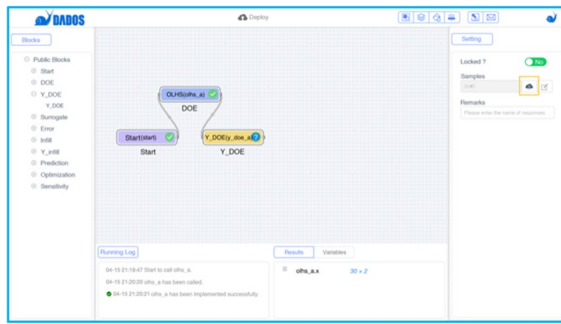 DADOS
Deploy
Blocks
Public Blocks
Start
DOE
Y_DOE
Y_DOE
Surrogate
Error
Infill
Y_infill
Prediction
Optimization
Sensitivity
OLHS(olhs_a)
DOE
Start(start)
Start
Y_DOE(y_doe_a)
Y_DOE
Running Log
04-15 21:19:47 Start to call olhs_a.
04-15 21:20:20 olhs_a has been called.
04-15 21:20:21 olhs_a has been implemented successfully.
Results
Variables
olhs_a.x 30 × 2
Setting
Locked ? No
Samples
Remarks
Please enter the name of responses